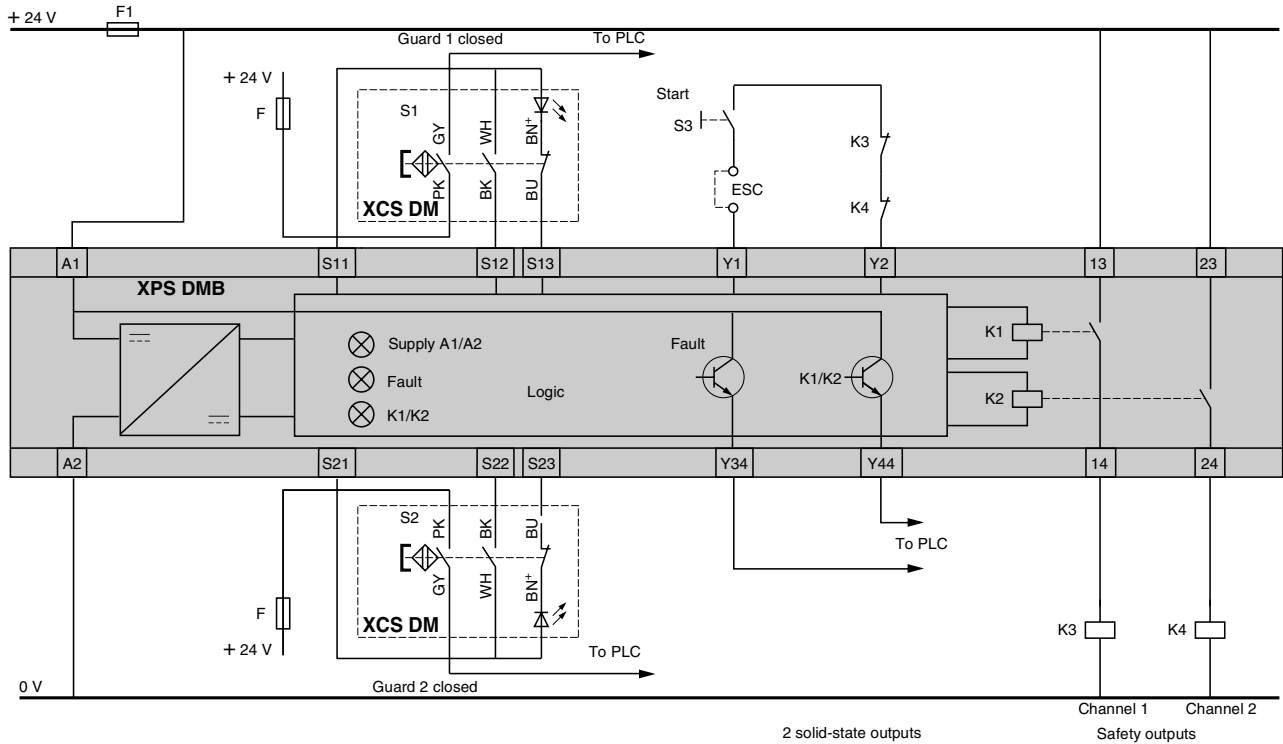 + 24 V
F1
Guard 1 closed
To PLC
+ 24 V
F
S1
GY
WH
BN+
PK
BK
BU
XCS DM
Start
S3
ESC
K3
K4
A1
S11
S12
S13
Y1
Y2
13
23
XPS DMB
Supply A1/A2
Fault
K1/K2
Logic
Fault
K1/K2
K1
K2
A2
S21
S22
S23
Y34
Y44
14
24
S2
PK
BK
BU
GY
WH
BN+
XCS DM
F
+ 24 V
To PLC
To PLC
K3
K4
0 V
Guard 2 closed
Channel 1
Channel 2
2 solid-state outputs
Safety outputs